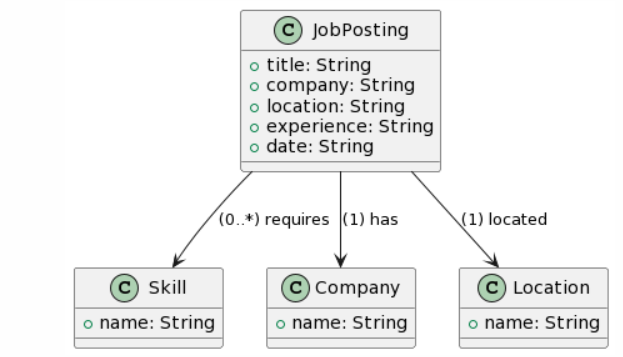 C JobPosting
title: String
company: String
location: String
experience: String
date: String
(0..*) requires
(1) has
(1) located
C Skill
name: String
C Company
name: String
C Location
name: String